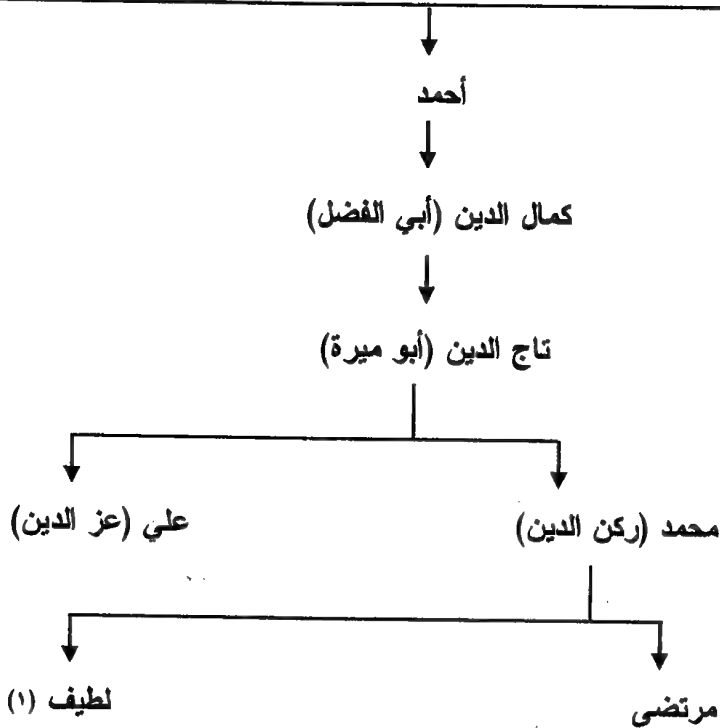 أحمد
كمال الدين (أبي الفضل)
تاج الدين (أبو ميرة)
محمد (ركن الدين) علي (عز الدين)
مرتضى لطيف (١)